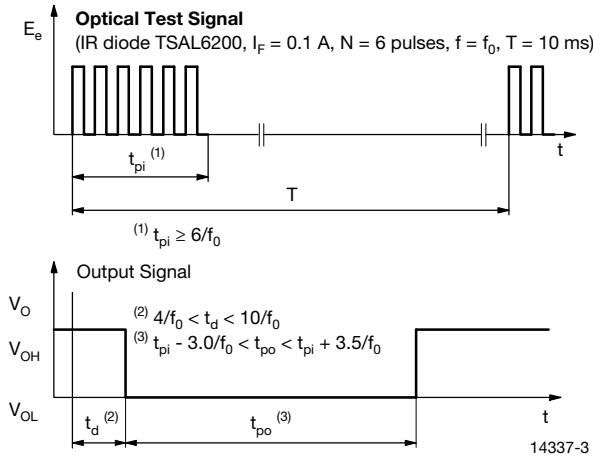 Optical Test Signal
E_e
(IR diode TSAL6200, I_F = 0.1 A, N = 6 pulses, f = f_0, T = 10 ms)
t
t_pi (1)
T
(1) t_pi ≥ 6/f_0
Output Signal
V_O
(2) 4/f_0 < t_d < 10/f_0
V_OH
(3) t_pi - 3.0/f_0 < t_po < t_pi + 3.5/f_0
V_OL
t_d (2)
t_po (3)
t
14337-3